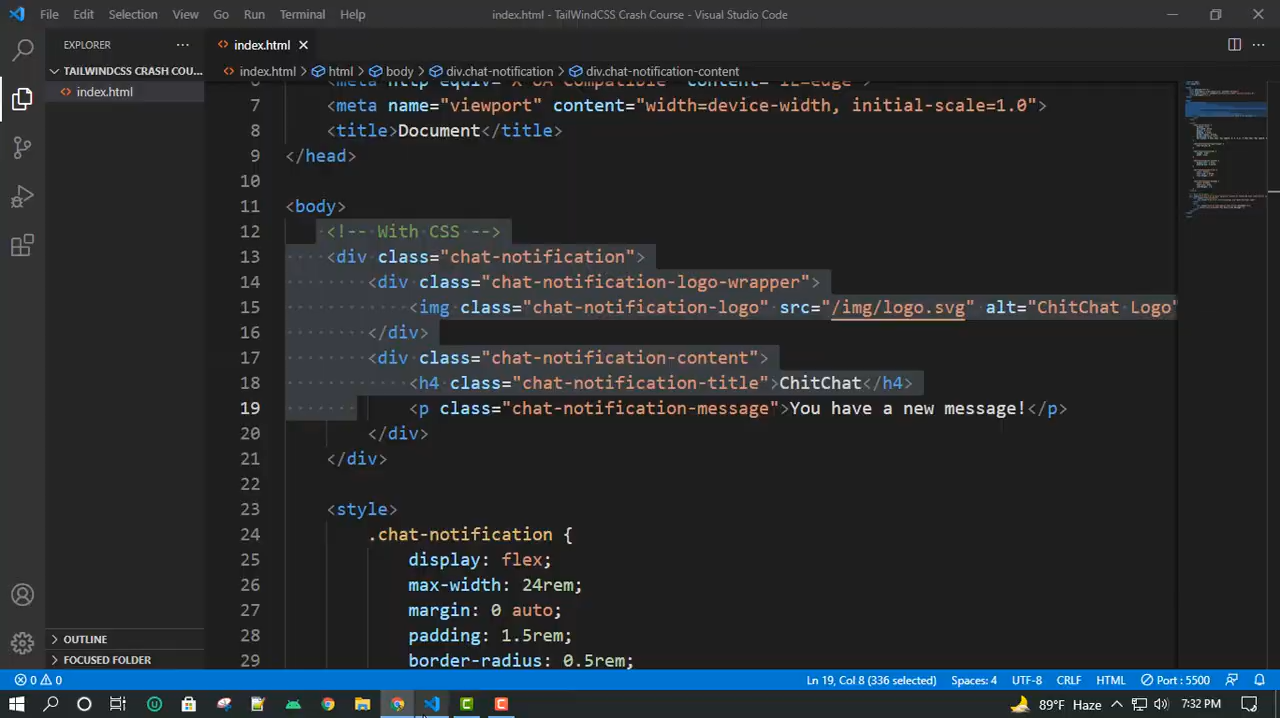 File Edit Selection View Go Run Terminal Help index.html - TailWindCSS Crash Course - Visual Studio Code
EXPLORER ··· index.html
TAILWINDCSS CRASH COU... index.html > html > body > div.chat-notification > div.chat-notification-content
index.html
7 <meta name="viewport" content="width=device-width, initial-scale=1.0">
8 <title>Document</title>
9 </head>
10
11 <body>
12 <!-- With CSS -->
13 <div class="chat-notification">
14 <div class="chat-notification-logo-wrapper">
15 <img class="chat-notification-logo" src="/img/logo.svg" alt="ChitChat Logo"
16 </div>
17 <div class="chat-notification-content">
18 <h4 class="chat-notification-title">ChitChat</h4>
19 <p class="chat-notification-message">You have a new message!</p>
20 </div>
21 </div>
22
23 <style>
24 .chat-notification {
25 display: flex;
26 max-width: 24rem;
27 margin: 0 auto;
28 padding: 1.5rem;
29 border-radius: 0.5rem;
OUTLINE
FOCUSED FOLDER
0 0 Ln 19, Col 8 (336 selected) Spaces: 4 UTF-8 CRLF HTML Port : 5500
89°F Haze 7:32 PM